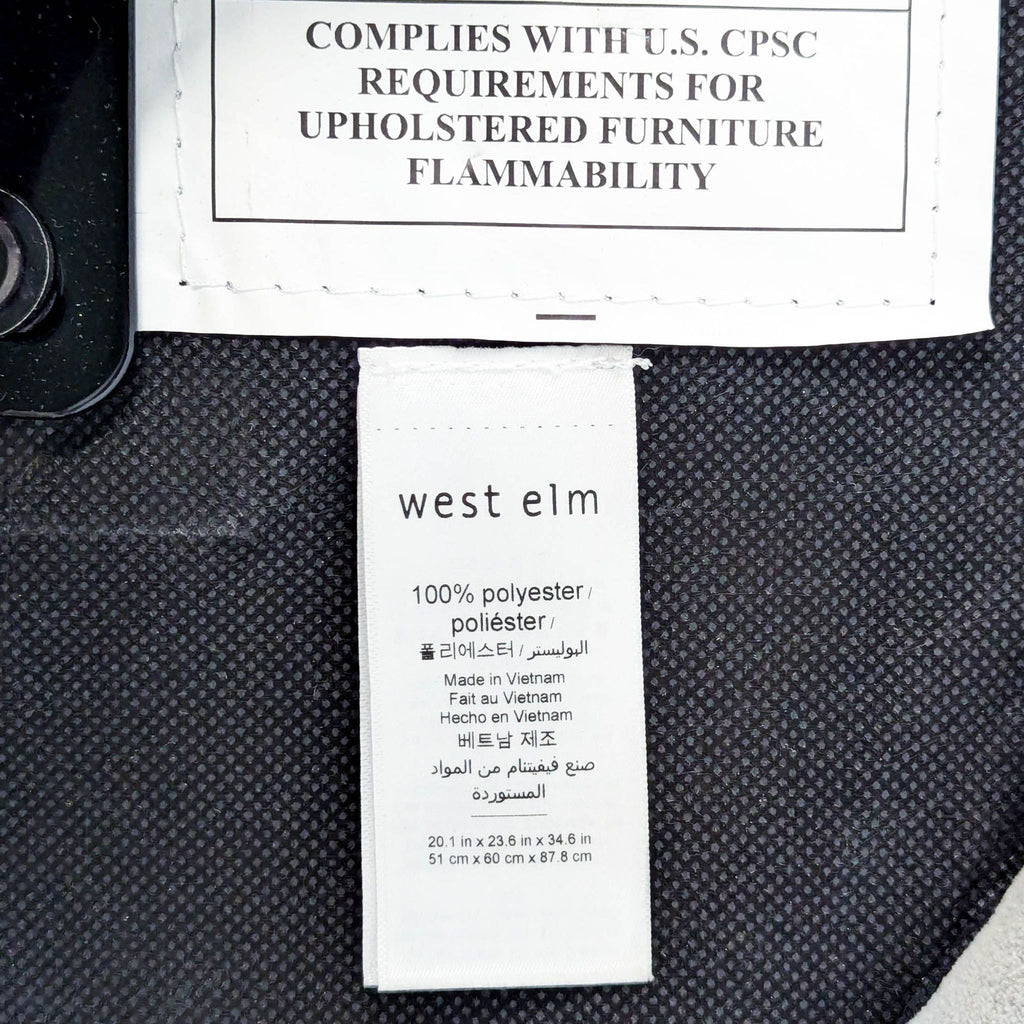 COMPLIES WITH U.S. CPSC
REQUIREMENTS FOR
UPHOLSTERED FURNITURE
FLAMMABILITY
west elm
100% polyester /
poliéster /
폴리에스터 / البوليستر
Made in Vietnam
Fait au Vietnam
Hecho en Vietnam
베트남 제조
صنع فيفيتنام من المواد
المستوردة
20.1 in x 23.6 in x 34.6 in
51 cm x 60 cm x 87.8 cm